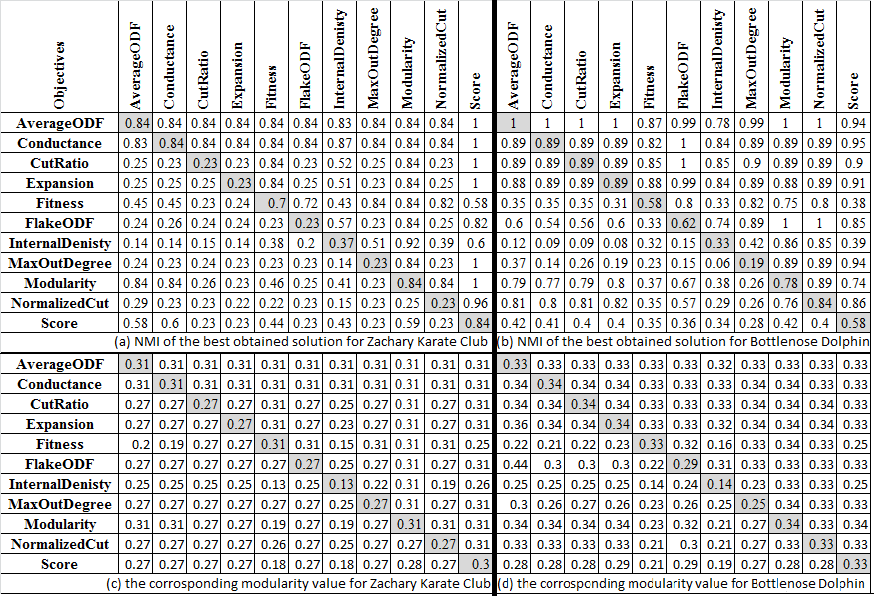 Objectives AverageODF Conductance CutRatio Expansion Fitness FlakeODF InternalDenisty MaxOutDegree Modularity NormalizedCut Score AverageODF Conductance CutRatio Expansion Fitness FlakeODF InternalDenisty MaxOutDegree Modularity NormalizedCut Score
AverageODF 0.84 0.84 0.84 0.84 0.84 0.84 0.83 0.84 0.84 0.84 1 1 1 1 1 0.87 0.99 0.78 0.99 1 1 0.94
Conductance 0.83 0.84 0.84 0.84 0.84 0.84 0.87 0.84 0.84 0.84 1 0.89 0.89 0.89 0.89 0.82 1 0.84 0.89 0.89 0.89 0.95
CutRatio 0.25 0.23 0.23 0.23 0.84 0.23 0.52 0.25 0.84 0.23 1 0.89 0.89 0.89 0.89 0.85 1 0.85 0.9 0.89 0.89 0.9
Expansion 0.25 0.25 0.25 0.23 0.84 0.25 0.51 0.23 0.84 0.25 1 0.88 0.89 0.89 0.89 0.88 0.99 0.84 0.89 0.88 0.89 0.91
Fitness 0.45 0.45 0.23 0.24 0.7 0.72 0.43 0.84 0.84 0.82 0.58 0.35 0.35 0.35 0.31 0.58 0.8 0.33 0.82 0.75 0.8 0.38
FlakeODF 0.24 0.26 0.24 0.24 0.23 0.23 0.57 0.23 0.84 0.25 0.82 0.6 0.54 0.56 0.6 0.33 0.62 0.74 0.89 1 1 0.85
InternalDenisty 0.14 0.14 0.15 0.14 0.38 0.2 0.37 0.51 0.92 0.39 0.6 0.12 0.09 0.09 0.08 0.32 0.15 0.33 0.42 0.86 0.85 0.39
MaxOutDegree 0.24 0.23 0.24 0.23 0.23 0.23 0.14 0.23 0.84 0.23 1 0.37 0.14 0.26 0.19 0.23 0.15 0.06 0.19 0.89 0.89 0.94
Modularity 0.84 0.84 0.26 0.23 0.46 0.25 0.41 0.23 0.84 0.84 1 0.79 0.77 0.79 0.8 0.37 0.67 0.38 0.26 0.78 0.89 0.74
NormalizedCut 0.29 0.23 0.23 0.22 0.22 0.23 0.15 0.23 0.25 0.23 0.96 0.81 0.8 0.81 0.82 0.35 0.57 0.29 0.26 0.76 0.84 0.86
Score 0.58 0.6 0.23 0.23 0.44 0.23 0.43 0.23 0.59 0.23 0.84 0.42 0.41 0.4 0.4 0.35 0.36 0.34 0.28 0.42 0.4 0.58
(a) NMI of the best obtained solution for Zachary Karate Club (b) NMI of the best obtained solution for Bottlenose Dolphin
AverageODF 0.31 0.31 0.31 0.31 0.31 0.31 0.31 0.31 0.31 0.31 0.31 0.33 0.33 0.33 0.33 0.33 0.33 0.32 0.33 0.33 0.33 0.33
Conductance 0.31 0.31 0.31 0.31 0.31 0.31 0.31 0.31 0.31 0.31 0.31 0.34 0.34 0.34 0.34 0.33 0.33 0.33 0.34 0.34 0.34 0.33
CutRatio 0.27 0.27 0.27 0.27 0.31 0.27 0.25 0.27 0.31 0.27 0.31 0.34 0.34 0.34 0.34 0.33 0.33 0.33 0.34 0.34 0.34 0.33
Expansion 0.27 0.27 0.27 0.27 0.31 0.27 0.23 0.27 0.31 0.27 0.31 0.36 0.34 0.34 0.34 0.33 0.33 0.32 0.34 0.34 0.34 0.33
Fitness 0.2 0.19 0.27 0.27 0.31 0.31 0.15 0.31 0.31 0.31 0.25 0.22 0.21 0.22 0.23 0.33 0.32 0.16 0.33 0.34 0.33 0.25
FlakeODF 0.27 0.27 0.27 0.27 0.27 0.27 0.25 0.27 0.31 0.27 0.31 0.44 0.3 0.3 0.3 0.22 0.29 0.31 0.33 0.33 0.33 0.33
InternalDenisty 0.25 0.25 0.25 0.25 0.13 0.25 0.13 0.22 0.31 0.19 0.26 0.25 0.25 0.25 0.25 0.14 0.24 0.14 0.23 0.33 0.33 0.25
MaxOutDegree 0.27 0.27 0.27 0.27 0.27 0.27 0.25 0.27 0.31 0.27 0.31 0.3 0.26 0.27 0.26 0.23 0.26 0.25 0.25 0.34 0.33 0.33
Modularity 0.31 0.31 0.27 0.27 0.19 0.27 0.19 0.27 0.31 0.31 0.31 0.34 0.34 0.34 0.34 0.23 0.32 0.21 0.27 0.34 0.33 0.34
NormalizedCut 0.27 0.27 0.27 0.27 0.26 0.27 0.25 0.27 0.28 0.27 0.31 0.33 0.33 0.33 0.33 0.21 0.3 0.21 0.27 0.33 0.33 0.33
Score 0.27 0.27 0.27 0.27 0.18 0.27 0.18 0.27 0.28 0.27 0.3 0.28 0.28 0.28 0.28 0.21 0.29 0.19 0.27 0.28 0.28 0.33
(c) the corrosponding modularity value for Zachary Karate Club (d) the corrospcnding modularity value for Bottlenose Dolphin